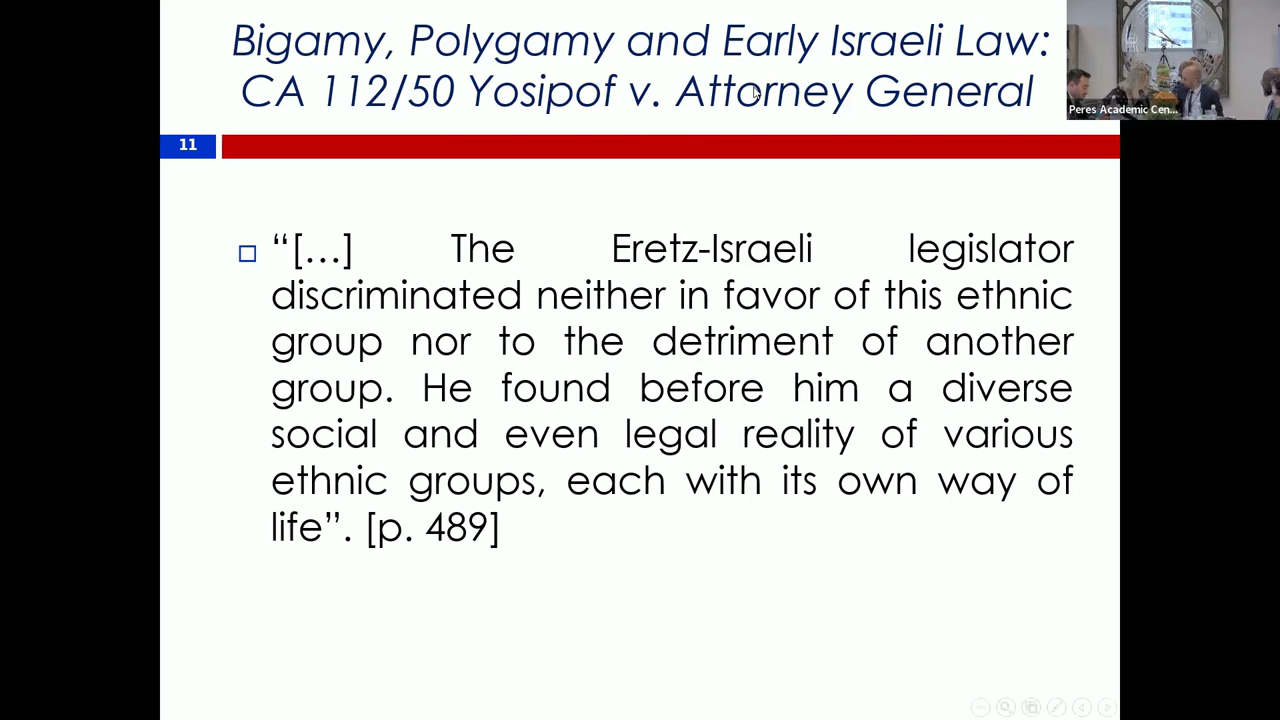 Bigamy, Polygamy and Early Israeli Law:
CA 112/50 Yosipof v. Attorney General
Peres Academic Cen...
11
“[…] The Eretz-Israeli legislator
discriminated neither in favor of this ethnic
group nor to the detriment of another
group. He found before him a diverse
social and even legal reality of various
ethnic groups, each with its own way of
life”. [p. 489]